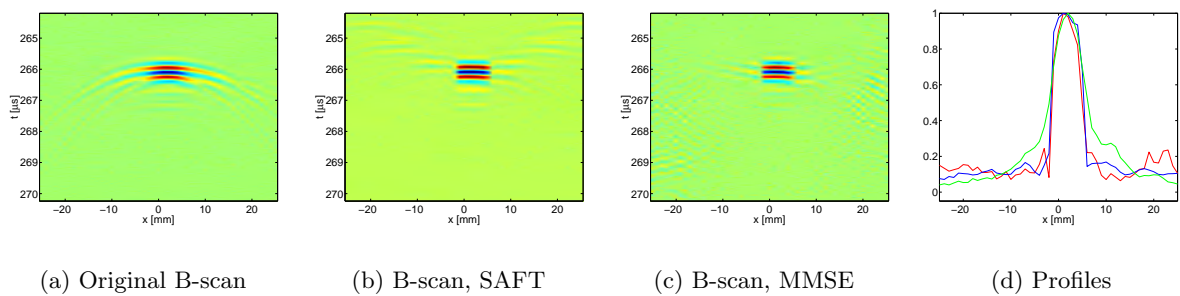 265
266
267
268
269
270
t [µs]
−20 −10 0 10 20
x [mm]
265
266
267
268
269
270
t [µs]
−20 −10 0 10 20
x [mm]
265
266
267
268
269
270
t [µs]
−20 −10 0 10 20
x [mm]
1
0.8
0.6
0.4
0.2
0
−20 −10 0 10 20
x [mm]
(a) Original B-scan
(b) B-scan, SAFT
(c) B-scan, MMSE
(d) Profiles